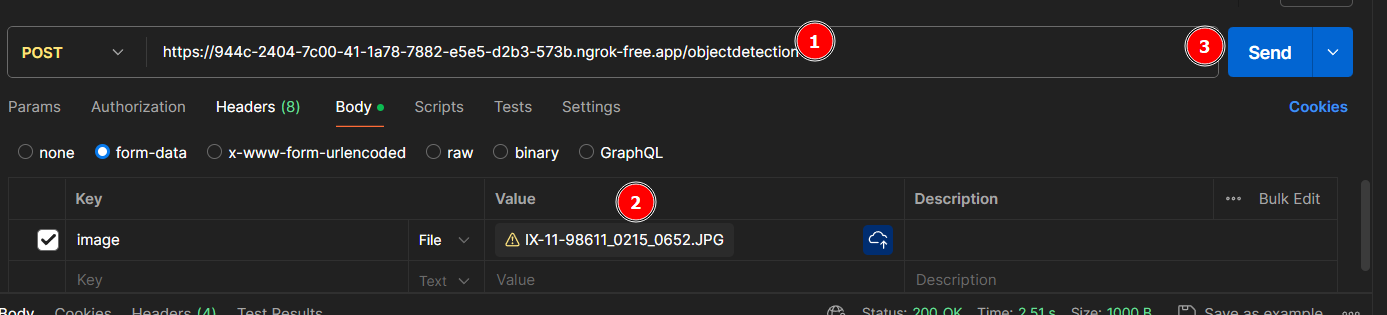 POST https://944c-2404-7c00-41-1a78-7882-e5e5-d2b3-573b.ngrok-free.app/objectdetection 1 3 Send
Params Authorization Headers (8) Body Scripts Tests Settings Cookies
none form-data x-www-form-urlencoded raw binary GraphQL
Key Value 2 Description Bulk Edit
image File IX-11-98611_0215_0652.JPG
Key Text Value Description
Body Cookies Headers (4) Test Results Status: 200 OK Time: 2.51 s Size: 1000 B Save as example